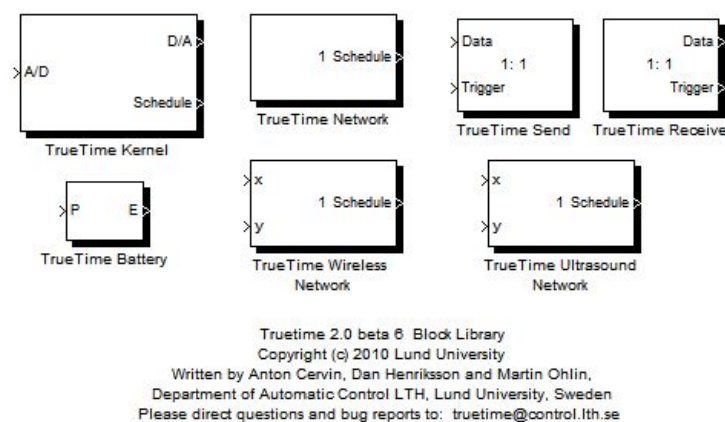 A/D
D/A
Schedule
TrueTime Kernel
1 Schedule
TrueTime Network
Data
1: 1
Trigger
TrueTime Send
Data
1: 1
Trigger
TrueTime Receive
P E
TrueTime Battery
x
1 Schedule
y
TrueTime Wireless
Network
x
1 Schedule
y
TrueTime Ultrasound
Network
Truetime 2.0 beta 6 Block Library
Copyright (c) 2010 Lund University
Written by Anton Cervin, Dan Henriksson and Martin Ohlin,
Department of Automatic Control LTH, Lund University, Sweden
Please direct questions and bug reports to: truetime@control.lth.se